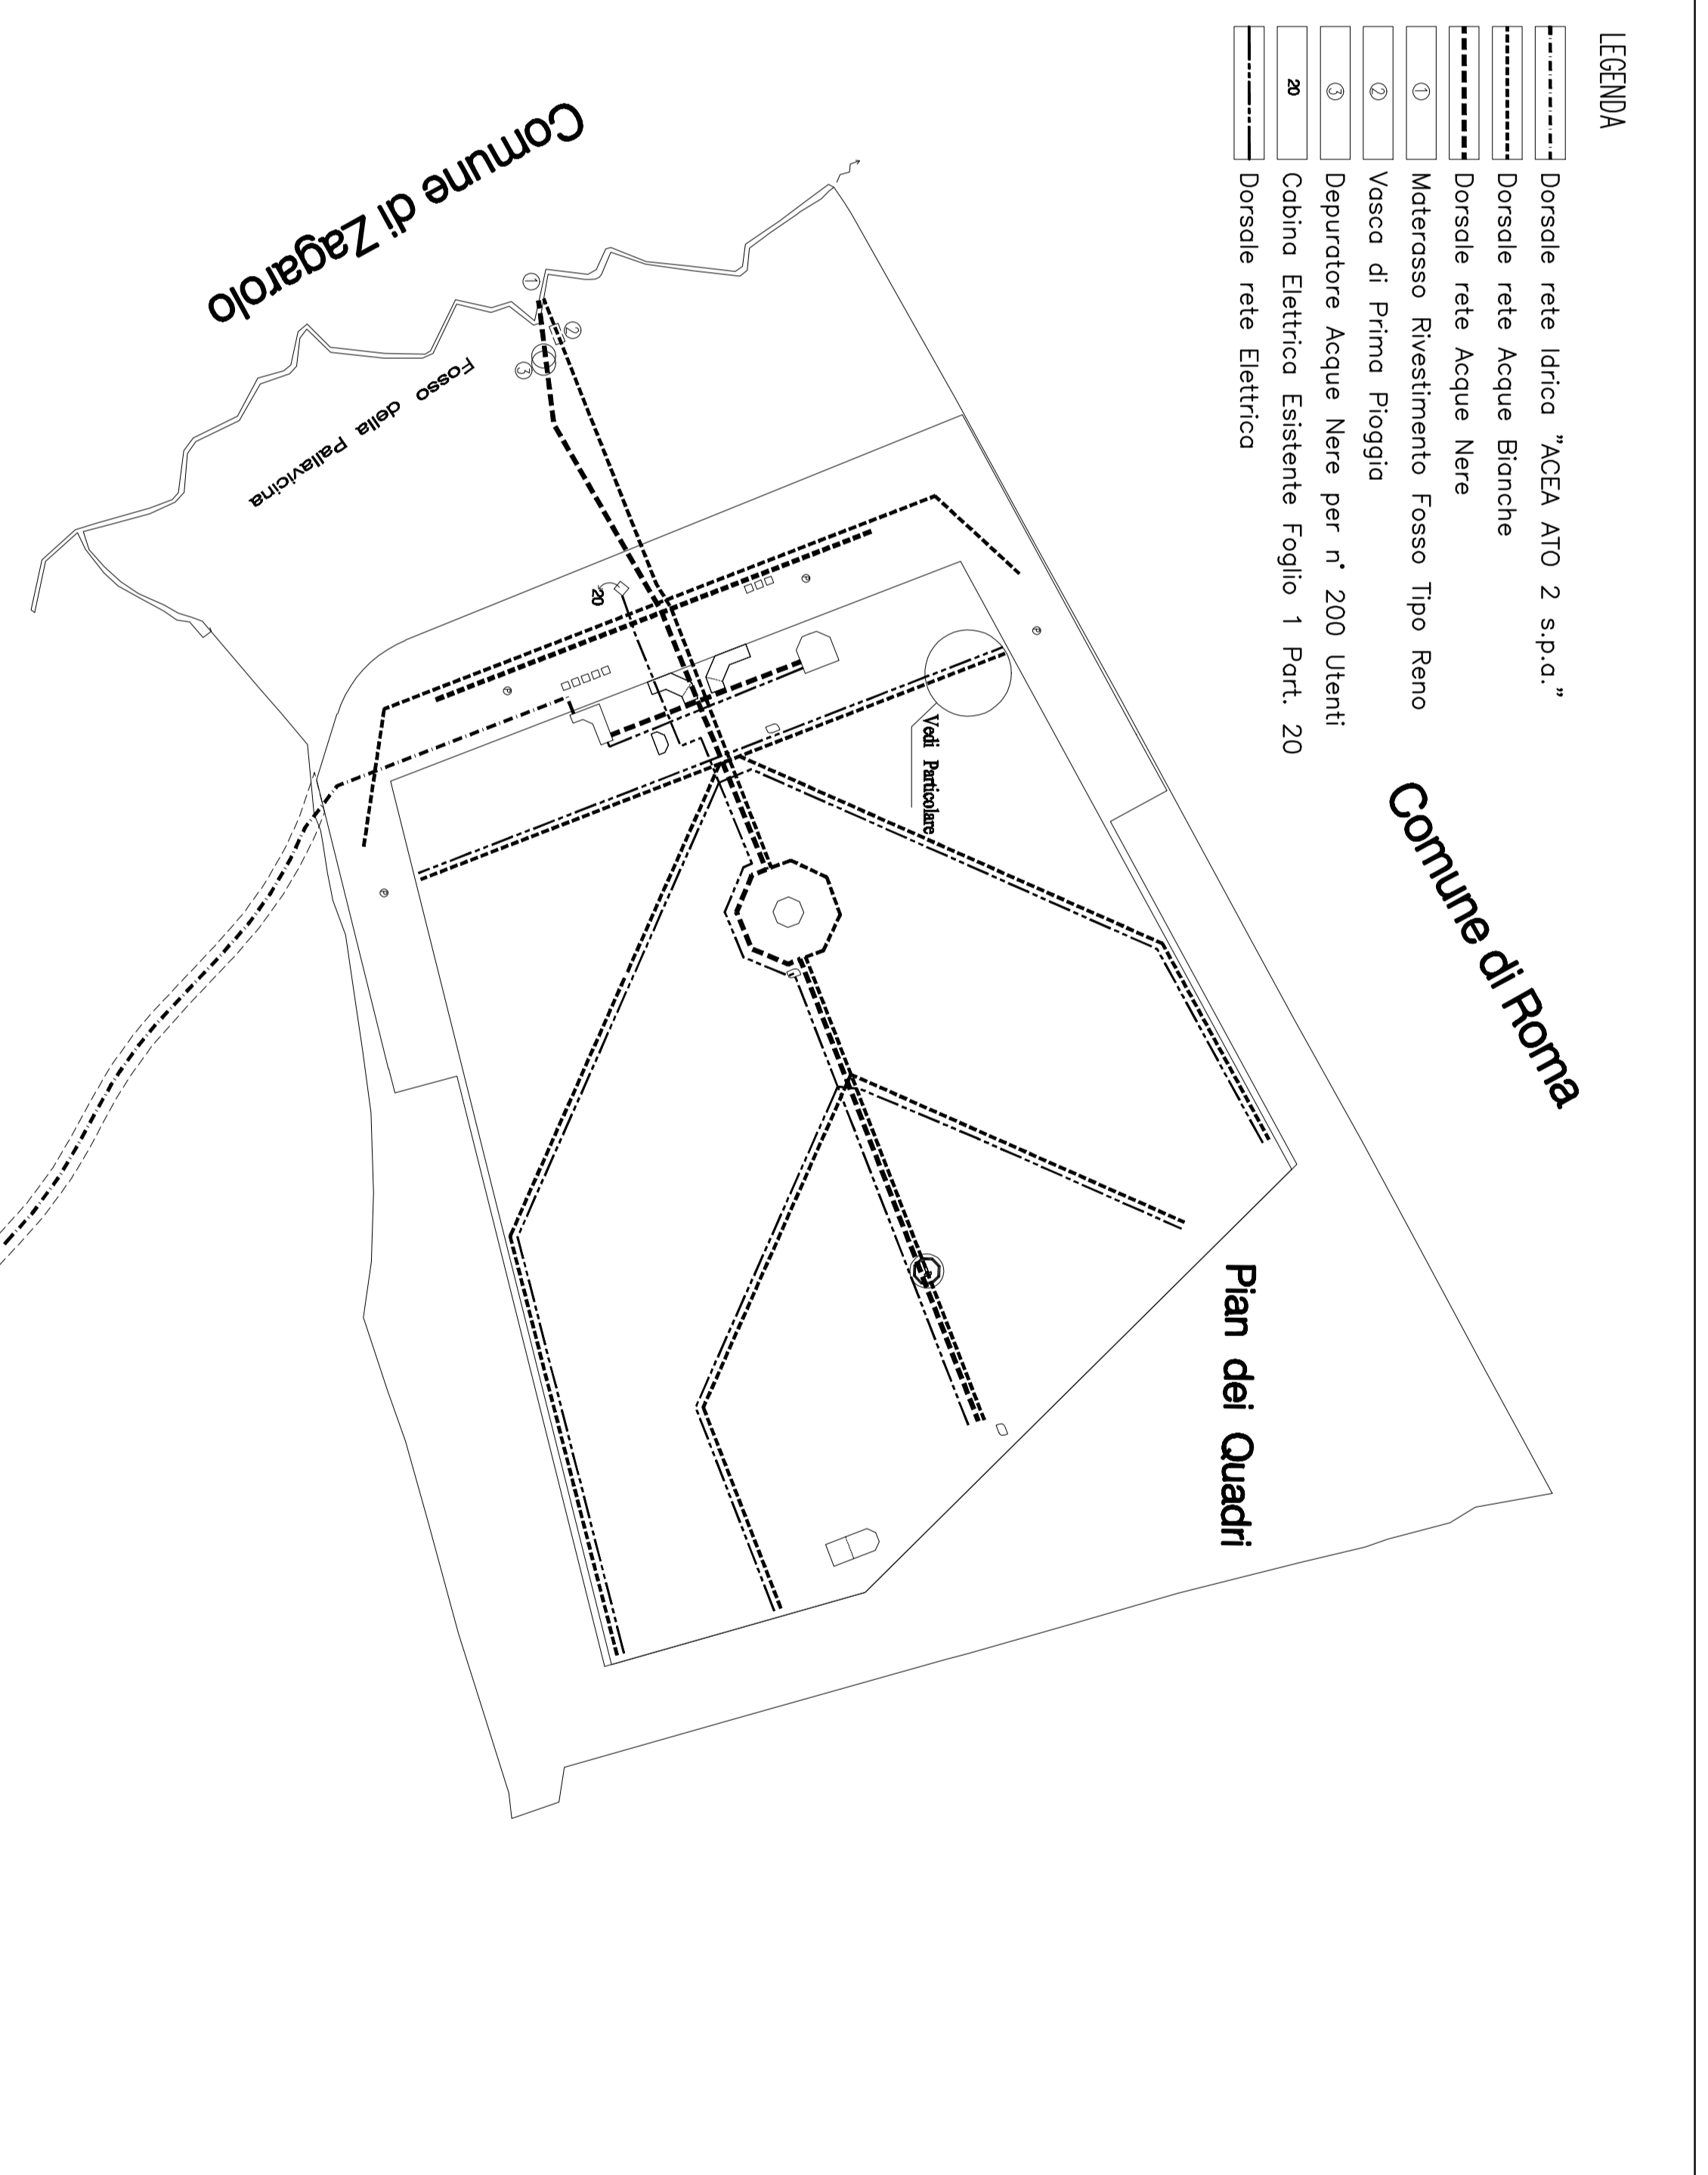 LEGENDA
Dorsale rete Idrica "ACEA ATO 2 s.p.a."
Dorsale rete Acque Bianche
Dorsale rete Acque Nere
1 Materasso Rivestimento Fosso Tipo Reno
2 Vasca di Prima Pioggia
3 Depuratore Acque Nere per n° 200 Utenti
20 Cabina Elettrica Esistente Foglio 1 Part. 20
Dorsale rete Elettrica
Comune di Roma
Pian dei Quadri
Comune di Zagarolo
Fosso della Pallavicina
Vedi Particolare
1
2
3
20
P
P
P
P